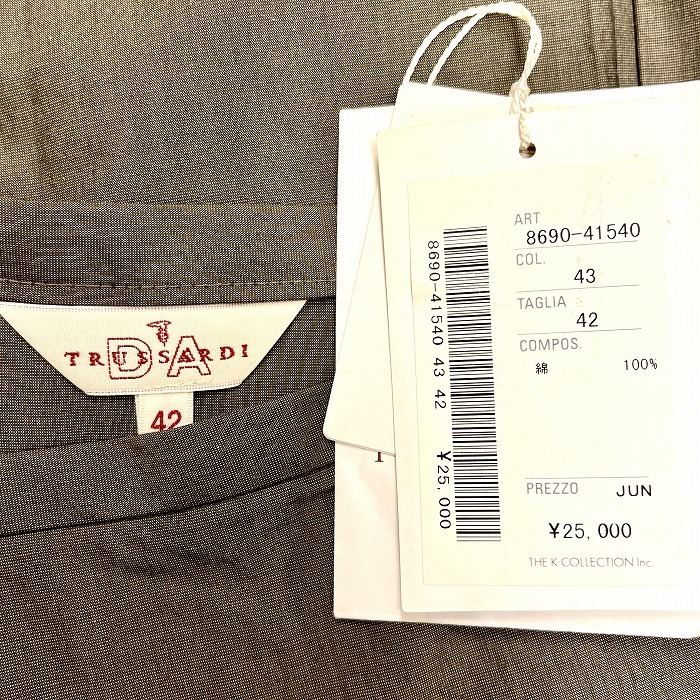 TRUSSARDI
DA
42
ART
8690-41540
COL.
43
TAGLIA
42
COMPOS.
綿 100%
PREZZO JUN
¥25,000
THE K COLLECTION Inc.
8690-41540 43 42 ¥25,000